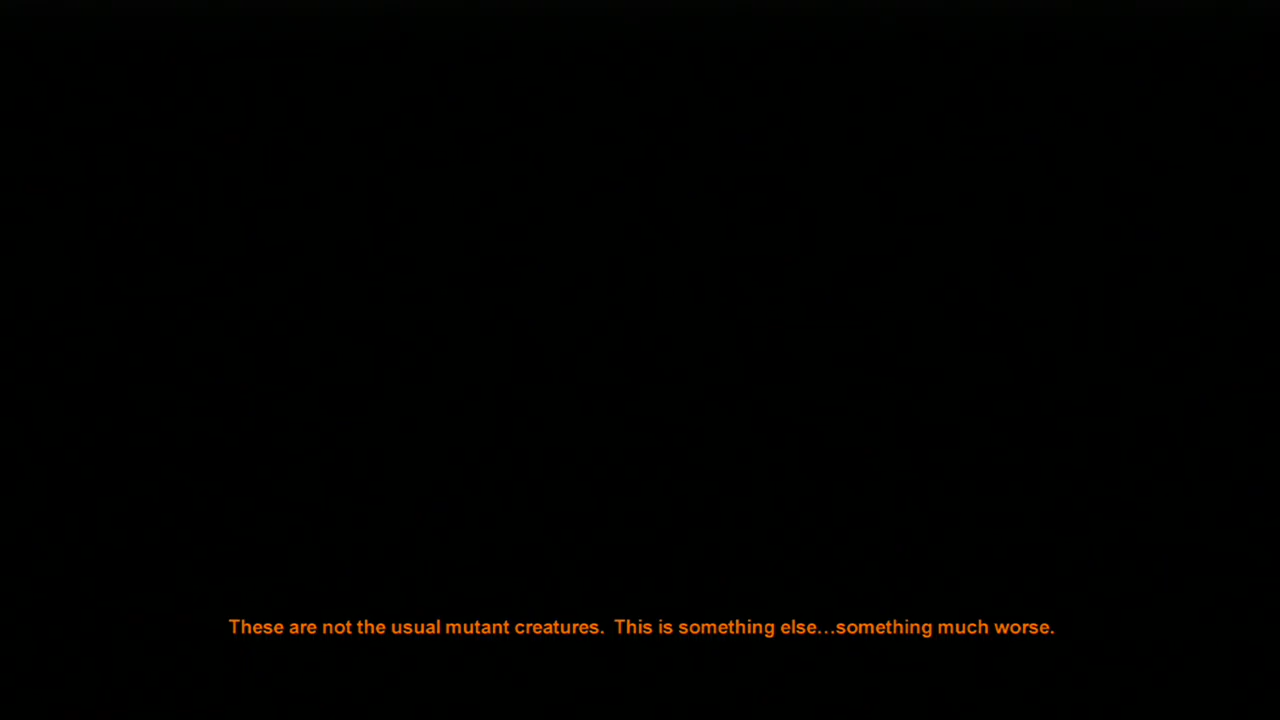 These are not the usual mutant creatures.  This is something else…something much worse.